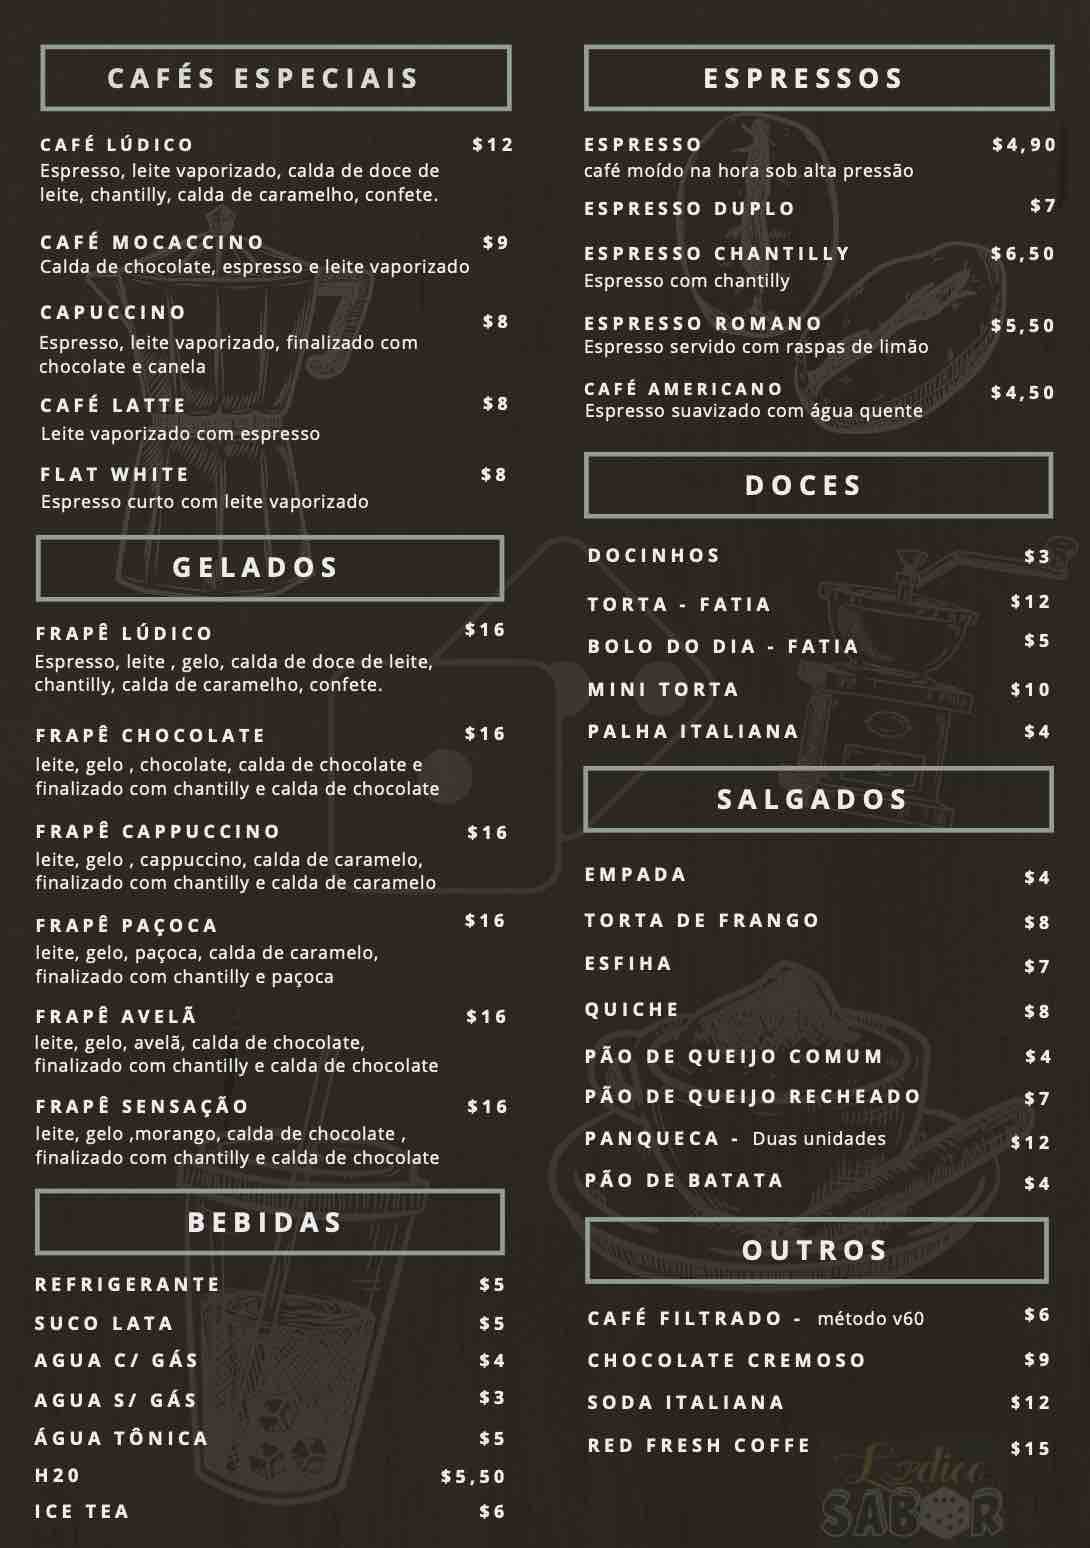 CAFÉS ESPECIAIS
CAFÉ LÚDICO $12
Espresso, leite vaporizado, calda de doce de
leite, chantilly, calda de caramelho, confete.
CAFÉ MOCACCINO $9
Calda de chocolate, espresso e leite vaporizado
CAPUCCINO $8
Espresso, leite vaporizado, finalizado com
chocolate e canela
CAFÉ LATTE $8
Leite vaporizado com espresso
FLAT WHITE $8
Espresso curto com leite vaporizado
GELADOS
FRAPÊ LÚDICO $16
Espresso, leite , gelo, calda de doce de leite,
chantilly, calda de caramelho, confete.
FRAPÊ CHOCOLATE $16
leite, gelo , chocolate, calda de chocolate e
finalizado com chantilly e calda de chocolate
FRAPÊ CAPPUCCINO $16
leite, gelo , cappuccino, calda de caramelo,
finalizado com chantilly e calda de caramelo
FRAPÊ PAÇOCA $16
leite, gelo, paçoca, calda de caramelo,
finalizado com chantilly e paçoca
FRAPÊ AVELÃ $16
leite, gelo, avelã, calda de chocolate,
finalizado com chantilly e calda de chocolate
FRAPÊ SENSAÇÃO $16
leite, gelo ,morango, calda de chocolate ,
finalizado com chantilly e calda de chocolate
BEBIDAS
REFRIGERANTE $5
SUCO LATA $5
AGUA C/ GÁS $4
AGUA S/ GÁS $3
ÁGUA TÔNICA $5
H20 $5,50
ICE TEA $6
ESPRESSOS
ESPRESSO $4,90
café moído na hora sob alta pressão
ESPRESSO DUPLO $7
ESPRESSO CHANTILLY $6,50
Espresso com chantilly
ESPRESSO ROMANO $5,50
Espresso servido com raspas de limão
CAFÉ AMERICANO $4,50
Espresso suavizado com água quente
DOCES
DOCINHOS $3
TORTA - FATIA $12
BOLO DO DIA - FATIA $5
MINI TORTA $10
PALHA ITALIANA $4
SALGADOS
EMPADA $4
TORTA DE FRANGO $8
ESFIHA $7
QUICHE $8
PÃO DE QUEIJO COMUM $4
PÃO DE QUEIJO RECHEADO $7
PANQUECA - Duas unidades $12
PÃO DE BATATA $4
OUTROS
CAFÉ FILTRADO - método v60 $6
CHOCOLATE CREMOSO $9
SODA ITALIANA $12
RED FRESH COFFE $15
Lúdico
SABOR